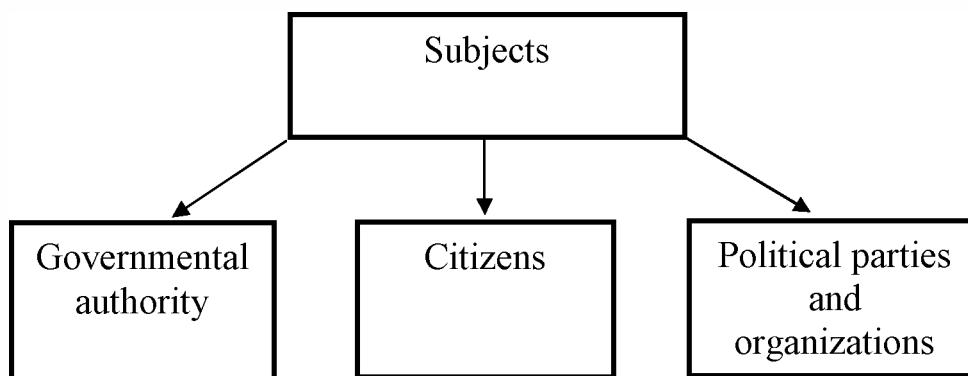 Subjects
Governmental
authority
Citizens
Political parties
and
organizations